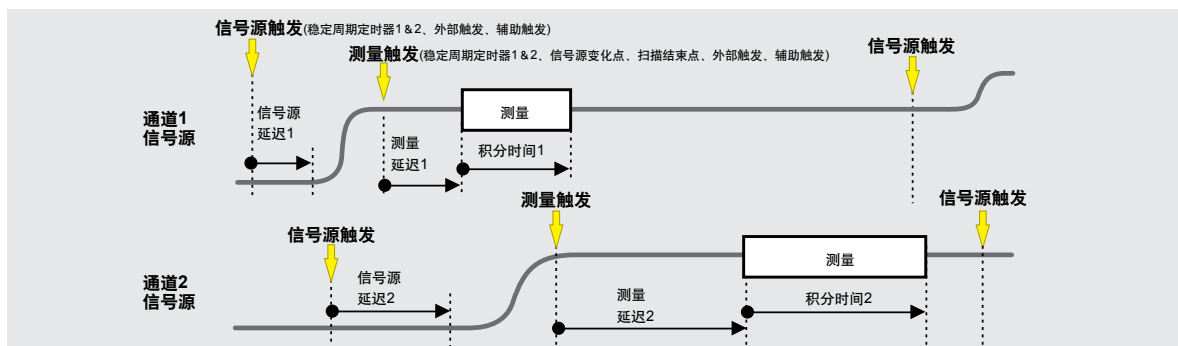 信号源触发(稳定周期定时器1&2、外部触发、辅助触发)
测量触发(稳定周期定时器1&2、信号源变化点、扫描结束点、外部触发、辅助触发)
信号源触发
通道1
信号源
信号源
延迟1
测量
延迟1
测量
积分时间1
信号源触发
测量触发
信号源触发
通道2
信号源
信号源
延迟2
测量
延迟2
测量
积分时间2